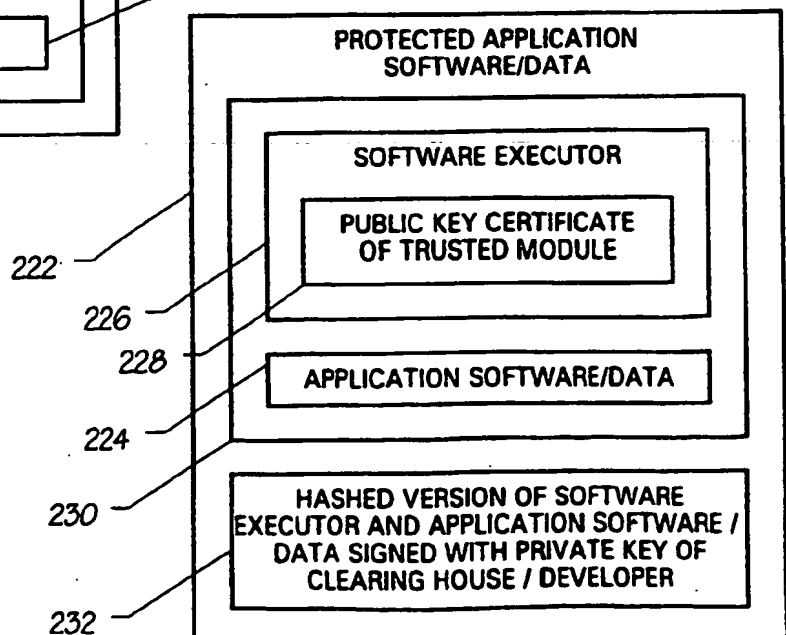 PROTECTED APPLICATION
SOFTWARE/DATA
SOFTWARE EXECUTOR
PUBLIC KEY CERTIFICATE
OF TRUSTED MODULE
222
226
228
APPLICATION SOFTWARE/DATA
224
230
HASHED VERSION OF SOFTWARE
EXECUTOR AND APPLICATION SOFTWARE /
DATA SIGNED WITH PRIVATE KEY OF
CLEARING HOUSE / DEVELOPER
232